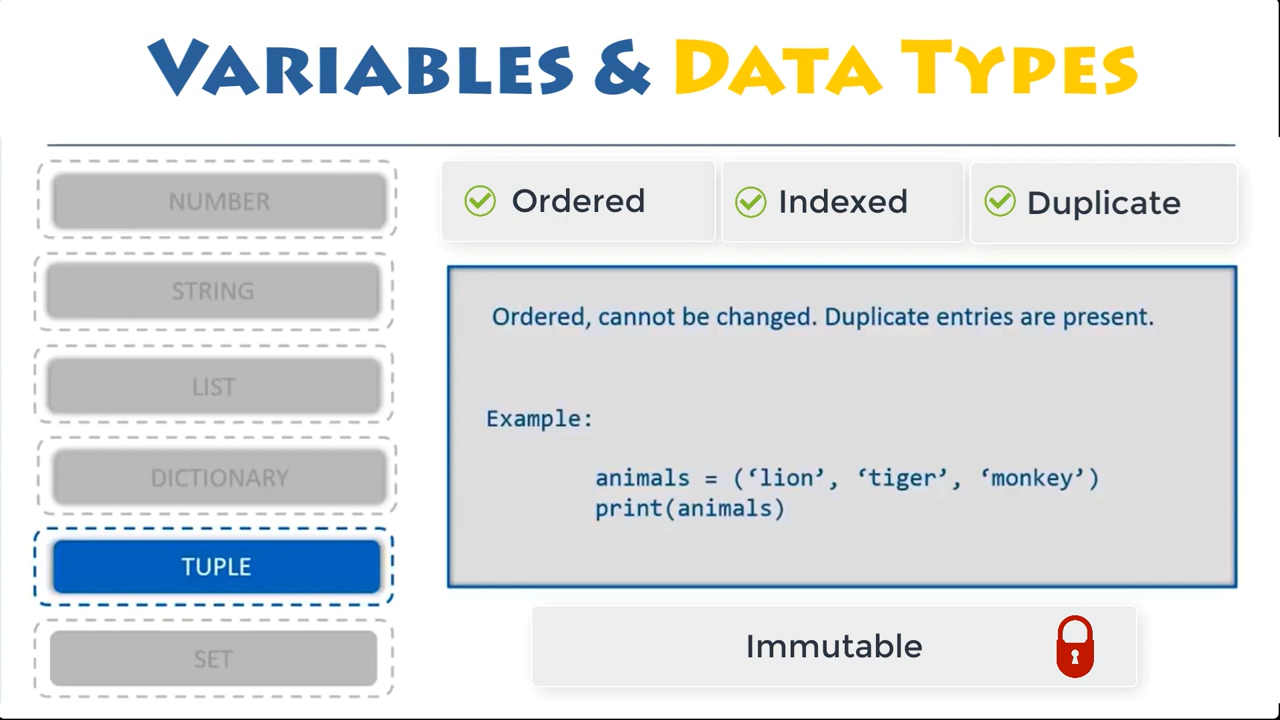 VARIABLES & DATA TYPES
NUMBER
STRING
LIST
DICTIONARY
TUPLE
SET
Ordered
Indexed
Duplicate
Ordered, cannot be changed. Duplicate entries are present.
Example:
animals = (‘lion’, ‘tiger’, ‘monkey’)
print(animals)
Immutable